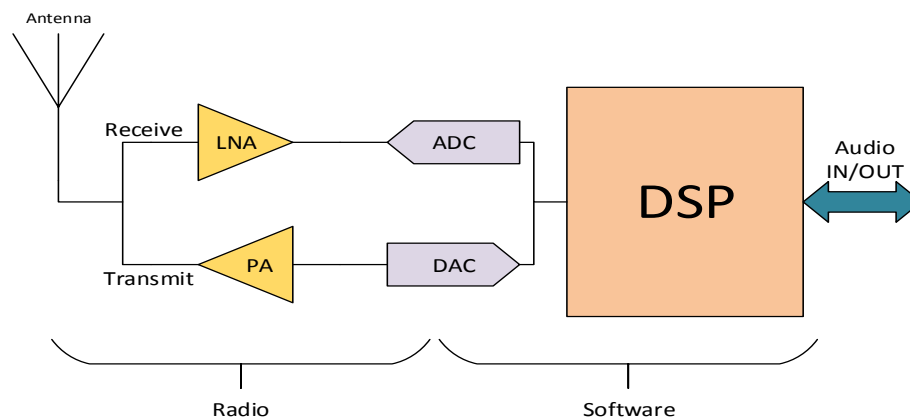 Antenna
Receive
LNA
ADC
Audio
IN/OUT
DSP
Transmit
PA
DAC
Radio
Software